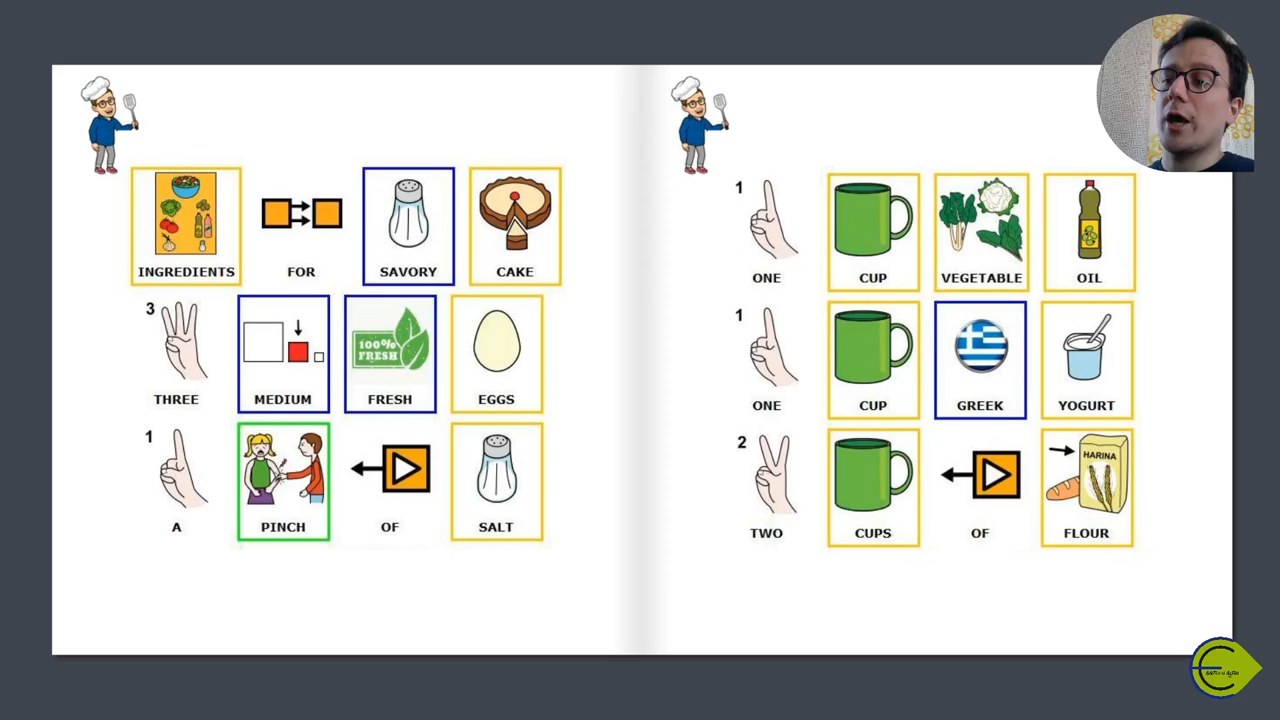 INGREDIENTS FOR SAVORY CAKE
3
100%
FRESH
THREE MEDIUM FRESH EGGS
1
A PINCH OF SALT
1
ONE CUP VEGETABLE OIL
1
ONE CUP GREEK YOGURT
2
HARINA
TWO CUPS OF FLOUR